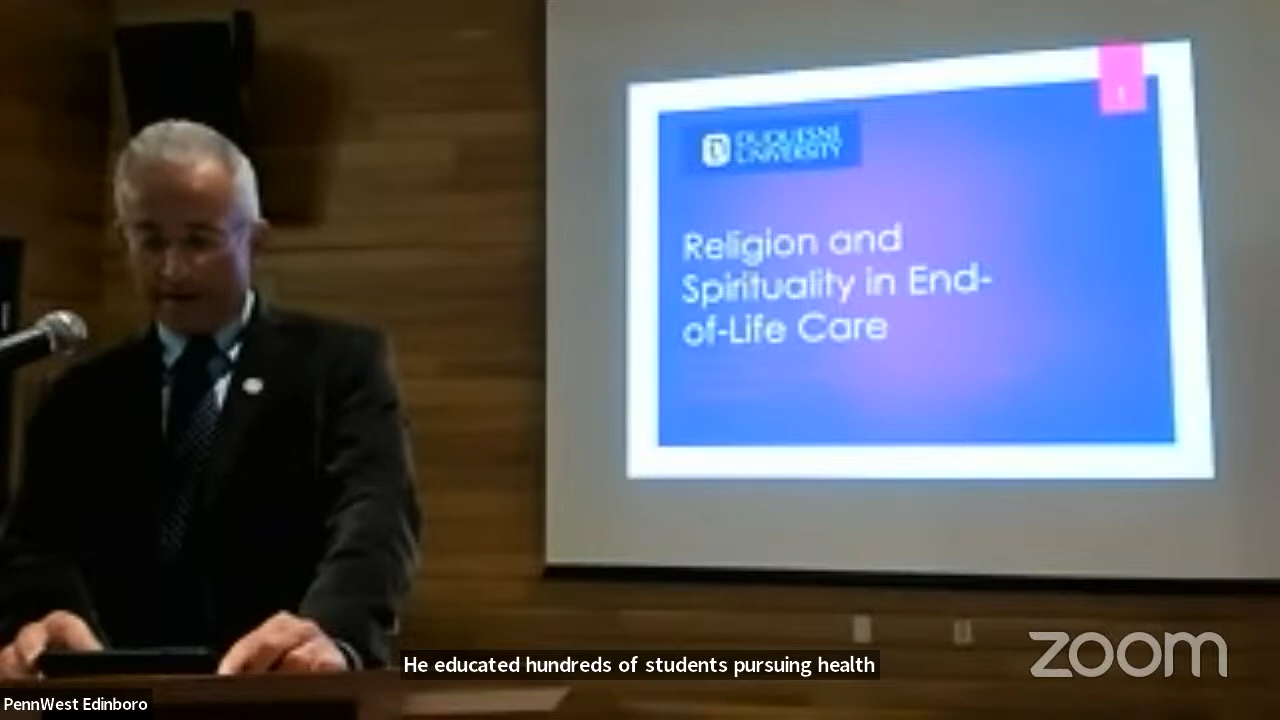 1
DUQUESNE
UNIVERSITY
Religion and
Spirituality in End-
of-Life Care
He educated hundreds of students pursuing health
zoom
PennWest Edinboro